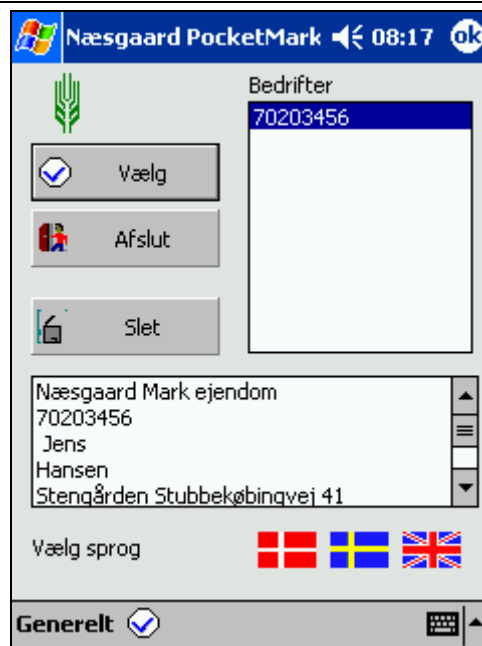 Næsgaard PocketMark 08:17 ok
Bedrifter
70203456
Vælg
Afslut
Slet
Næsgaard Mark ejendom
70203456
Jens
Hansen
Stengården Stubbekøbingvej 41
Vælg sprog
Generelt